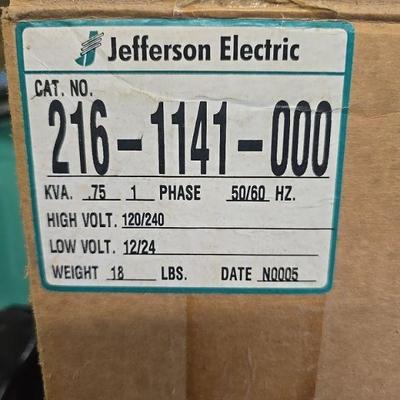 Jefferson Electric
CAT. NO.
216-1141-000
KVA. .75 1 PHASE 50/60 HZ.
HIGH VOLT. 120/240
LOW VOLT. 12/24
WEIGHT 18 LBS. DATE N0005